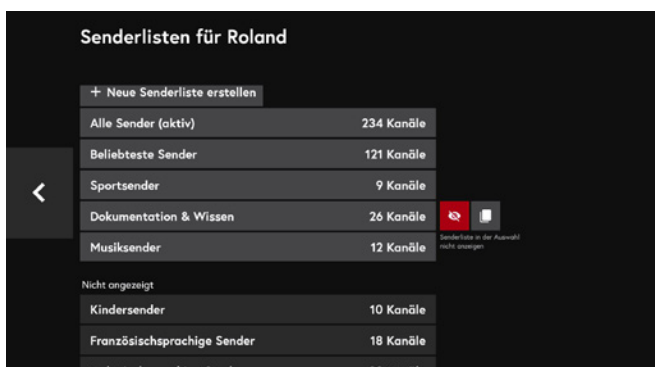 Senderlisten für Roland
+ Neue Senderliste erstellen
Alle Sender (aktiv) 234 Kanäle
Beliebteste Sender 121 Kanäle
Sportsender 9 Kanäle
Dokumentation & Wissen 26 Kanäle
Senderliste in der Auswahl
nicht anzeigen
Musiksender 12 Kanäle
Nicht angezeigt
Kindersender 10 Kanäle
Französischsprachige Sender 18 Kanäle